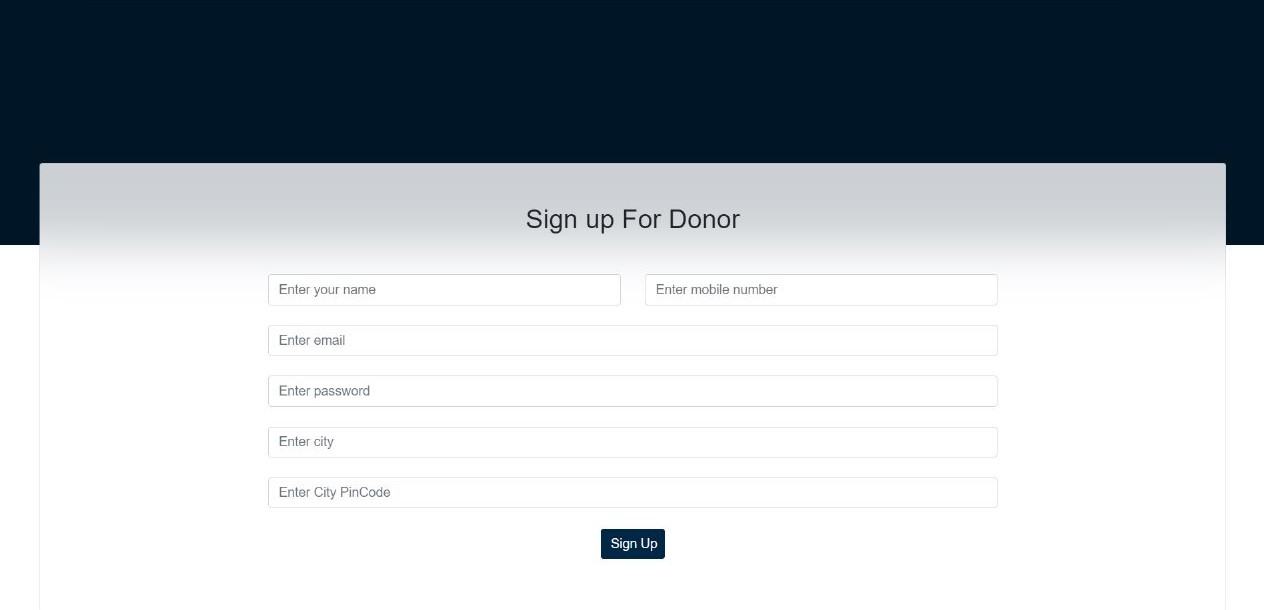 Sign up For Donor
Enter your name Enter mobile number
Enter email
Enter password
Enter city
Enter City PinCode
Sign Up